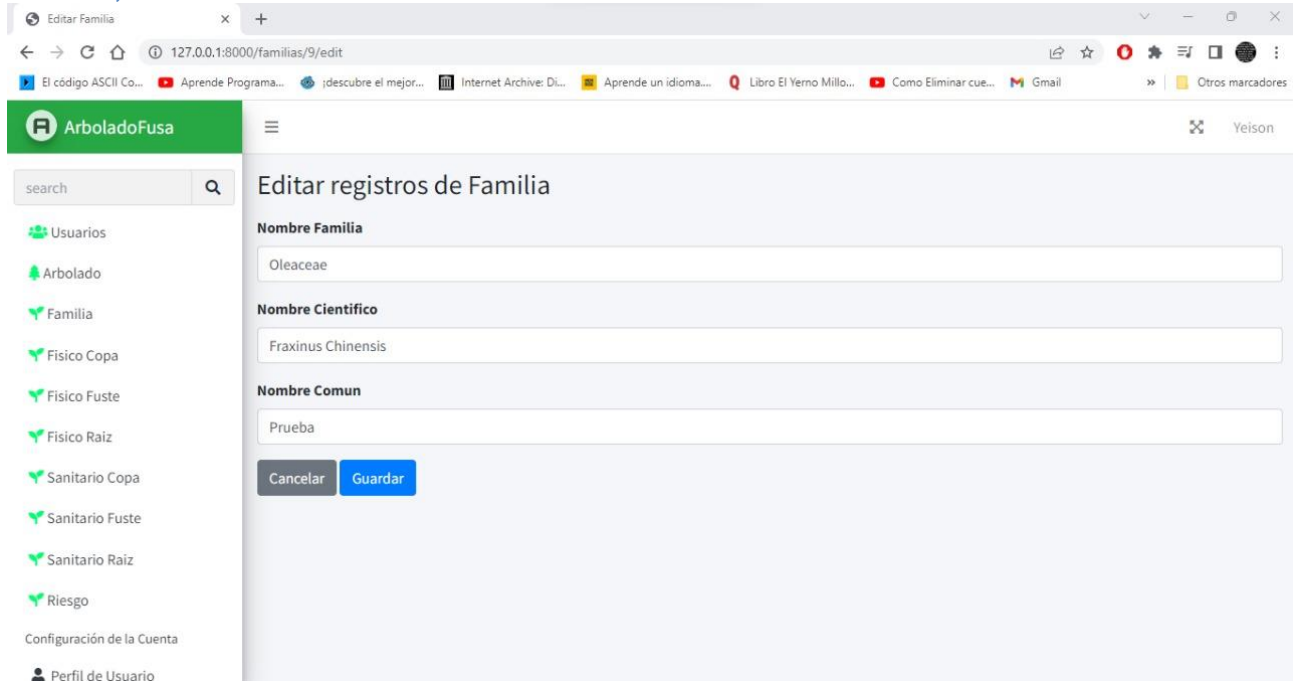 Editar Familia
127.0.0.1:8000/familias/9/edit
El código ASCII Co... Aprende Programa... ¡descubre el mejor... Internet Archive: Di... Aprende un idioma.... Libro El Yerno Millo... Como Eliminar cue... Gmail » Otros marcadores
ArboladoFusa
Yeison
search
Editar registros de Familia
Usuarios
Nombre Familia
Oleaceae
Arbolado
Familia
Nombre Cientifico
Fraxinus Chinensis
Fisico Copa
Fisico Fuste
Nombre Comun
Prueba
Fisico Raiz
Sanitario Copa
Cancelar Guardar
Sanitario Fuste
Sanitario Raiz
Riesgo
Configuración de la Cuenta
Perfil de Usuario